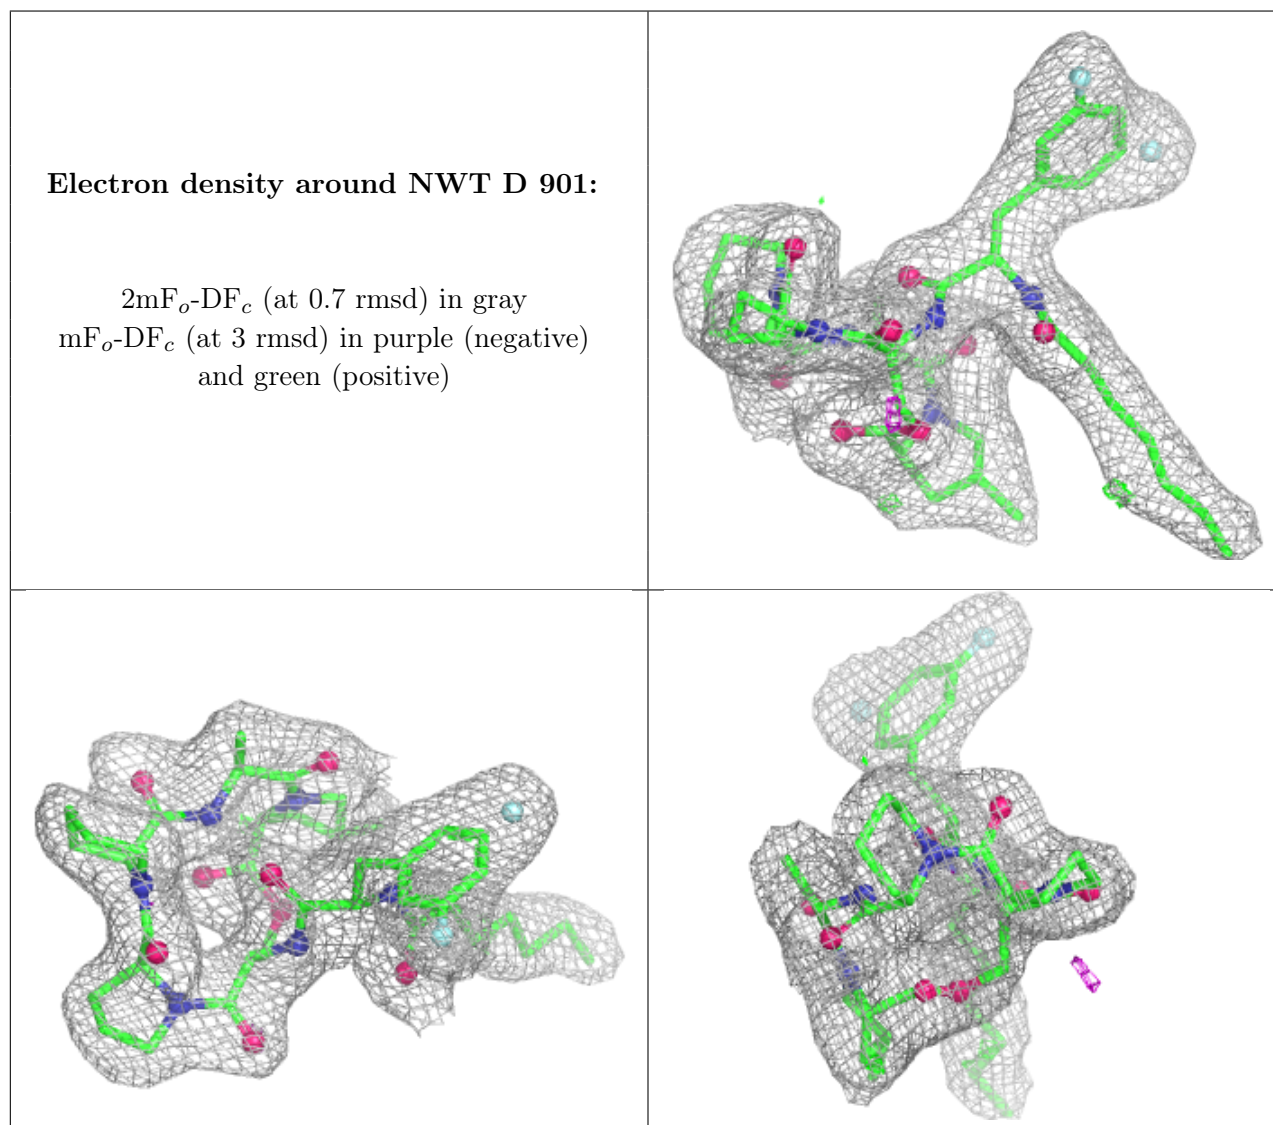 Electron density around NWT D 901:
2mFo-DFc (at 0.7 rmsd) in gray
mFo-DFc (at 3 rmsd) in purple (negative)
and green (positive)